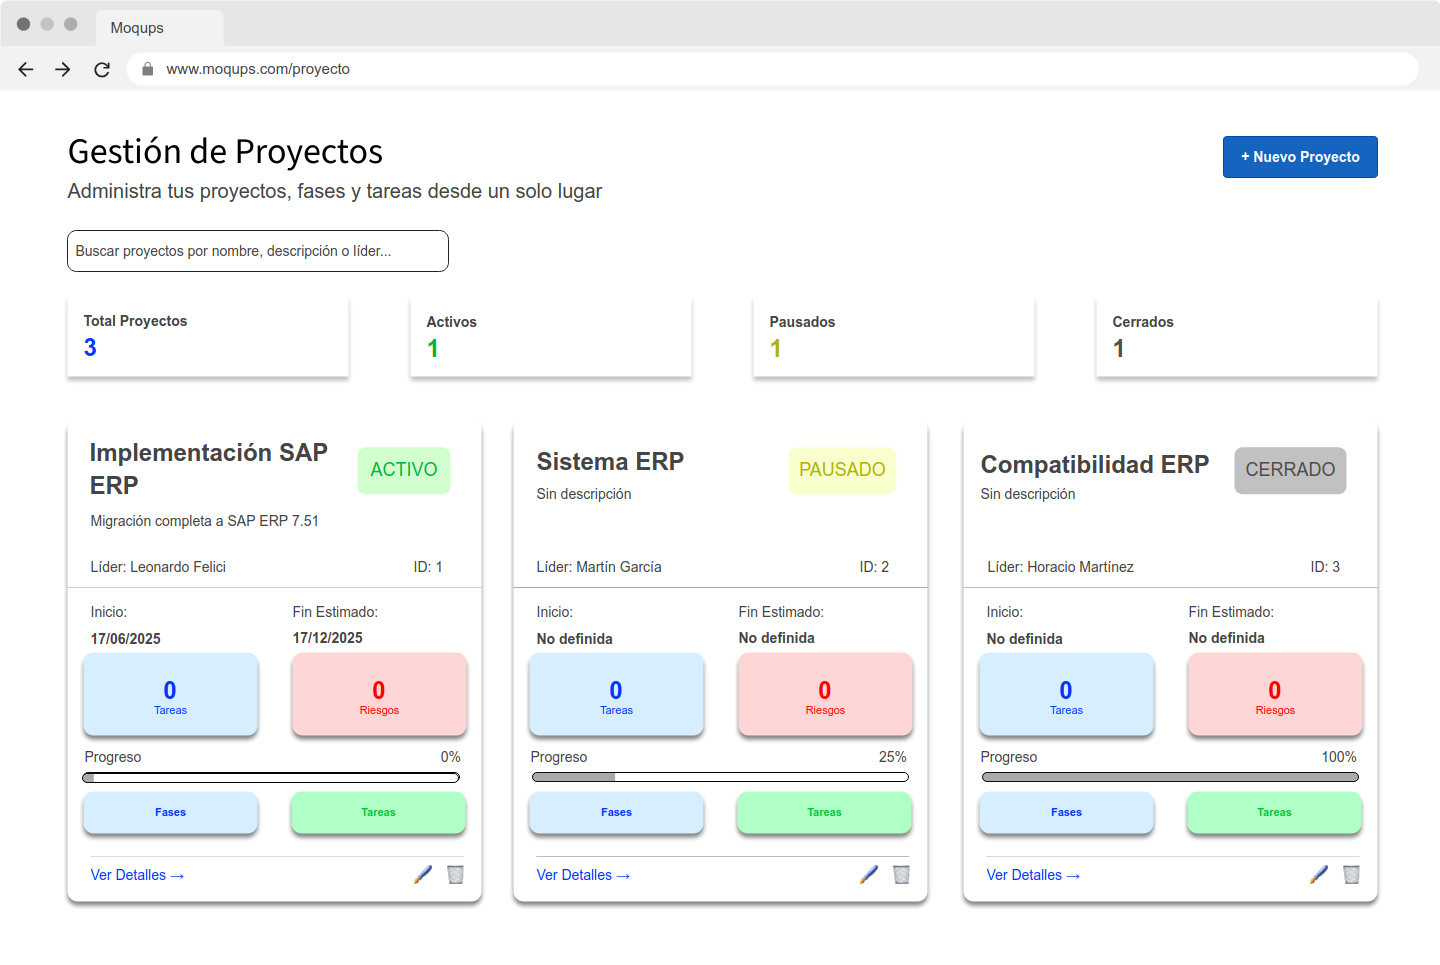 Moqups
www.moqups.com/proyecto
Gestión de Proyectos
+ Nuevo Proyecto
Administra tus proyectos, fases y tareas desde un solo lugar
Buscar proyectos por nombre, descripción o líder...
Total Proyectos
3
Activos
1
Pausados
1
Cerrados
1
Implementación SAP
ERP
ACTIVO
Migración completa a SAP ERP 7.51
Líder: Leonardo Felici
ID: 1
Inicio:
Fin Estimado:
17/06/2025
17/12/2025
0
Tareas
0
Riesgos
Progreso
0%
Fases
Tareas
Ver Detalles →
Sistema ERP
PAUSADO
Sin descripción
Líder: Martín García
ID: 2
Inicio:
Fin Estimado:
No definida
No definida
0
Tareas
0
Riesgos
Progreso
25%
Fases
Tareas
Ver Detalles →
Compatibilidad ERP
CERRADO
Sin descripción
Líder: Horacio Martínez
ID: 3
Inicio:
Fin Estimado:
No definida
No definida
0
Tareas
0
Riesgos
Progreso
100%
Fases
Tareas
Ver Detalles →